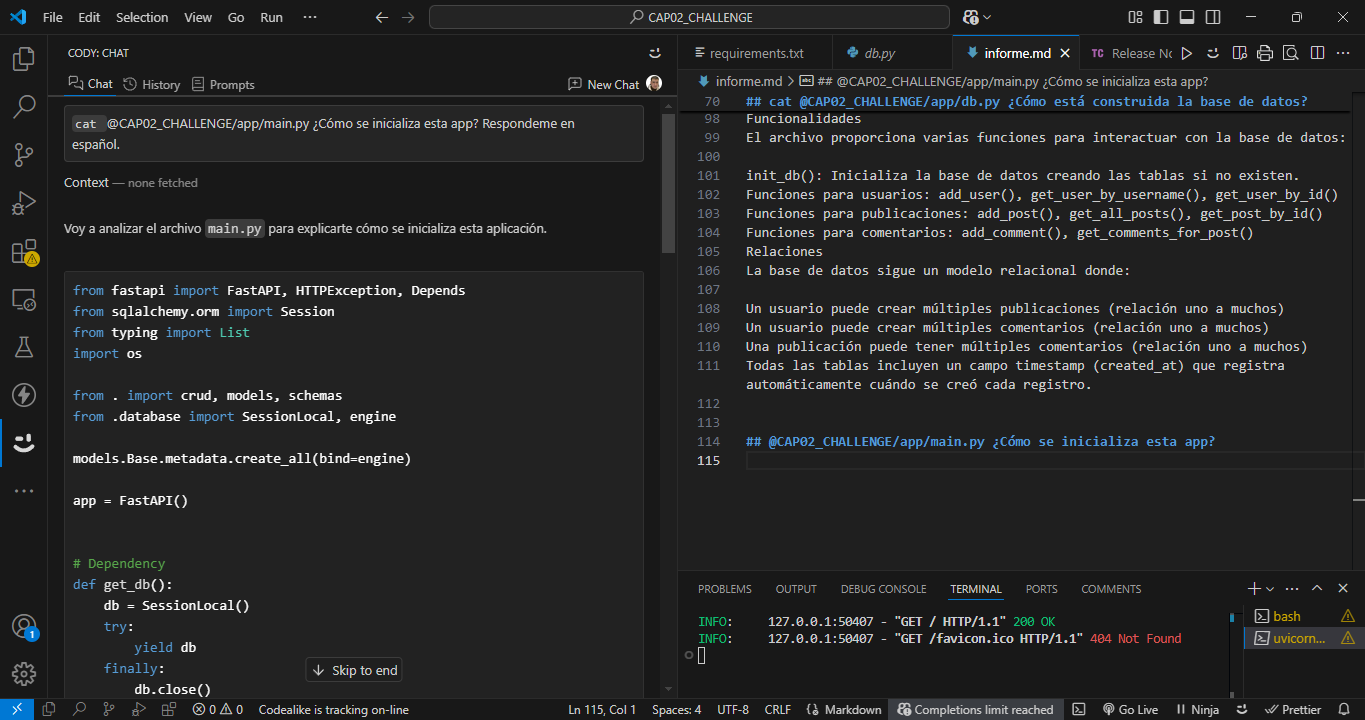 File Edit Selection View Go Run ···
CAP02_CHALLENGE
CODY: CHAT
Chat History Prompts
New Chat
cat @CAP02_CHALLENGE/app/main.py ¿Cómo se inicializa esta app? Respondeme en
español.
Context — none fetched
Voy a analizar el archivo main.py para explicarte cómo se inicializa esta aplicación.
from fastapi import FastAPI, HTTPException, Depends
from sqlalchemy.orm import Session
from typing import List
import os
from . import crud, models, schemas
from .database import SessionLocal, engine
models.Base.metadata.create_all(bind=engine)
app = FastAPI()
# Dependency
def get_db():
db = SessionLocal()
try:
yield db
finally:
db.close()
Skip to end
requirements.txt db.py informe.md TC Release No
informe.md > ## @CAP02_CHALLENGE/app/main.py ¿Cómo se inicializa esta app?
70 ## cat @CAP02_CHALLENGE/app/db.py ¿Cómo está construida la base de datos?
98 Funcionalidades
99 El archivo proporciona varias funciones para interactuar con la base de datos:
100
101 init_db(): Inicializa la base de datos creando las tablas si no existen.
102 Funciones para usuarios: add_user(), get_user_by_username(), get_user_by_id()
103 Funciones para publicaciones: add_post(), get_all_posts(), get_post_by_id()
104 Funciones para comentarios: add_comment(), get_comments_for_post()
105 Relaciones
106 La base de datos sigue un modelo relacional donde:
107
108 Un usuario puede crear múltiples publicaciones (relación uno a muchos)
109 Un usuario puede crear múltiples comentarios (relación uno a muchos)
110 Una publicación puede tener múltiples comentarios (relación uno a muchos)
111 Todas las tablas incluyen un campo timestamp (created_at) que registra
automáticamente cuándo se creó cada registro.
112
113
114 ## @CAP02_CHALLENGE/app/main.py ¿Cómo se inicializa esta app?
115
PROBLEMS OUTPUT DEBUG CONSOLE TERMINAL PORTS COMMENTS
INFO: 127.0.0.1:50407 - "GET / HTTP/1.1" 200 OK
INFO: 127.0.0.1:50407 - "GET /favicon.ico HTTP/1.1" 404 Not Found
bash
uvicorn...
1
Codealike is tracking on-line
0 0
Ln 115, Col 1 Spaces: 4 UTF-8 CRLF Markdown Completions limit reached Go Live Ninja Prettier